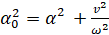 α₀² = α² + v²/ω²